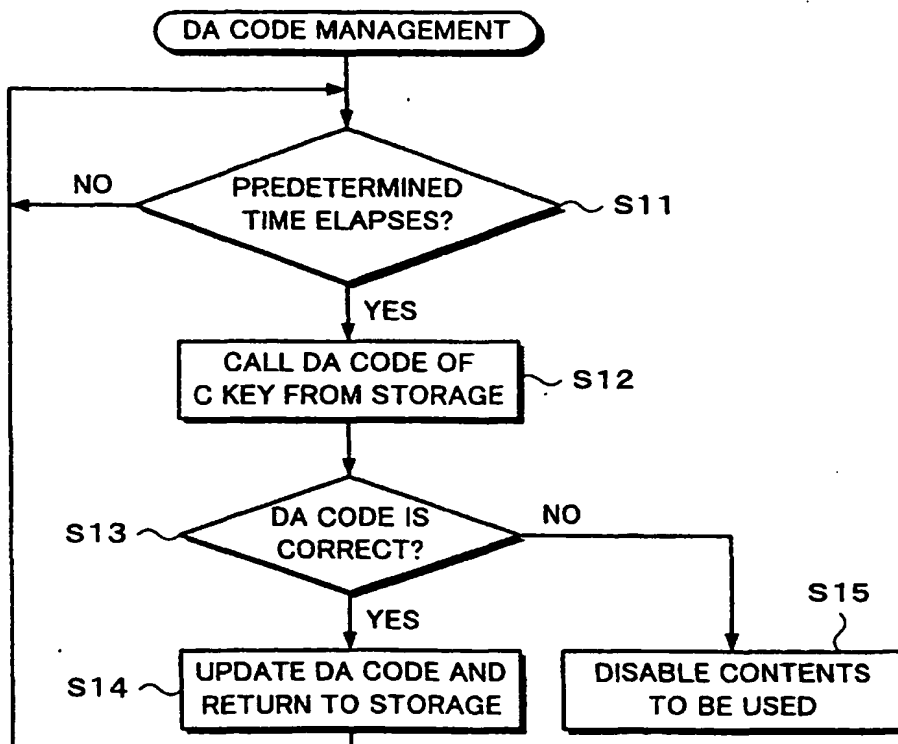 DA CODE MANAGEMENT
NO
PREDETERMINED
TIME ELAPSES?
S11
YES
CALL DA CODE OF
C KEY FROM STORAGE
S12
S13
DA CODE IS
CORRECT?
NO
YES
S15
S14
UPDATE DA CODE AND
RETURN TO STORAGE
DISABLE CONTENTS
TO BE USED